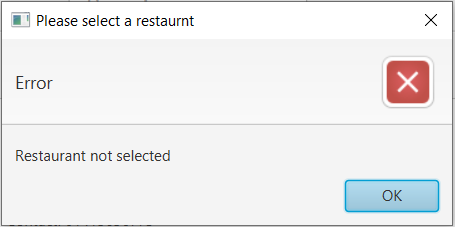 Please select a restaurnt
Error
Restaurant not selected
OK